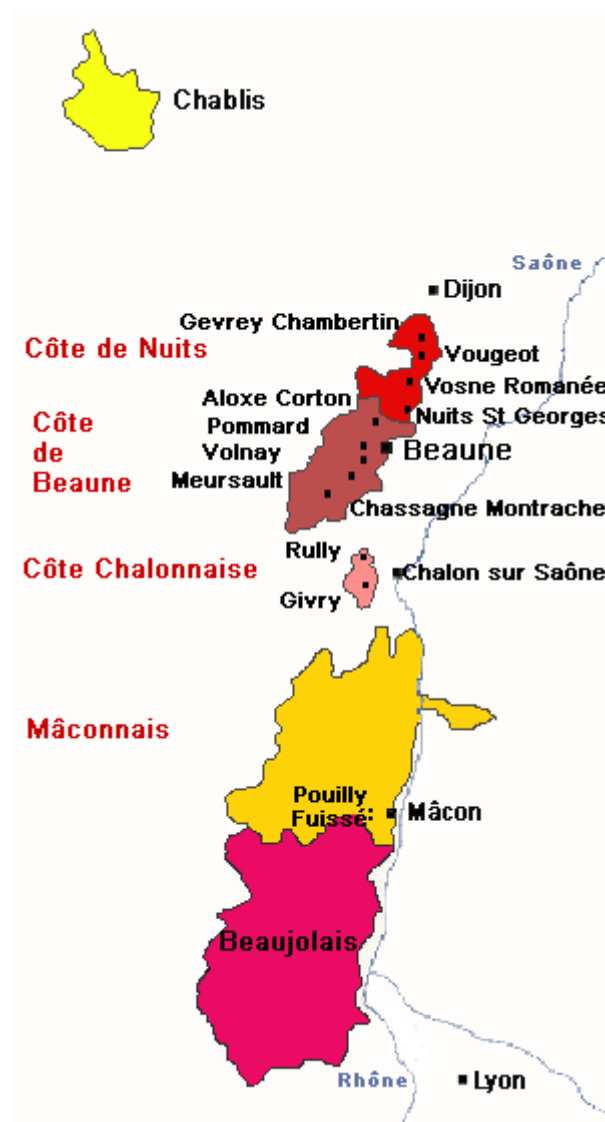 Chablis
Saône
Dijon
Gevrey Chambertin
Côte de Nuits
Vougeot
Vosne Romanée
Aloxe Corton
Nuits St Georges
Côte
de
Beaune
Pommard
Volnay
Beaune
Meursault
Chassagne Montrache
Rully
Côte Chalonnaise
Chalon sur Saône
Givry
Mâconnais
Pouilly
Fuissé:
Mâcon
Beaujolais
Rhône
Lyon